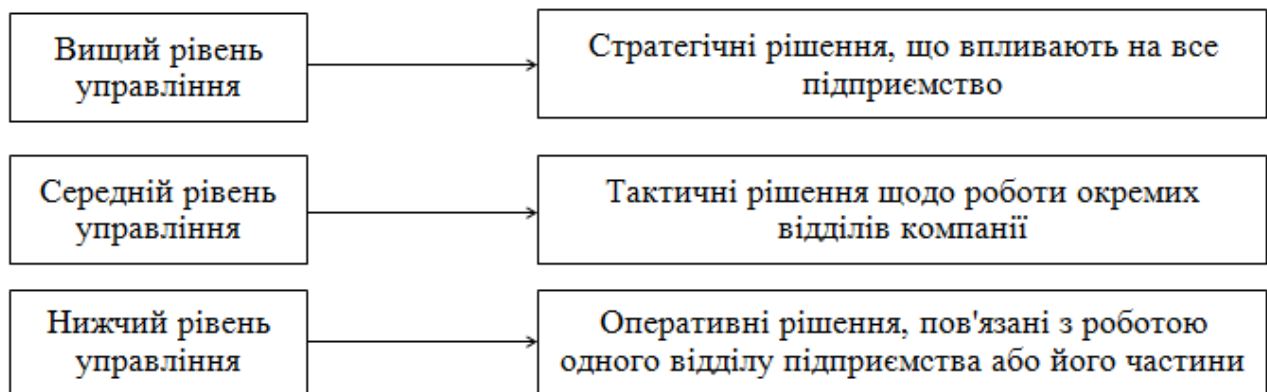 Вищий рівень
управління
Стратегічні рішення, що впливають на все
підприємство
Середній рівень
управління
Тактичні рішення щодо роботи окремих
відділів компанії
Нижчий рівень
управління
Оперативні рішення, пов'язані з роботою
одного відділу підприємства або його частини